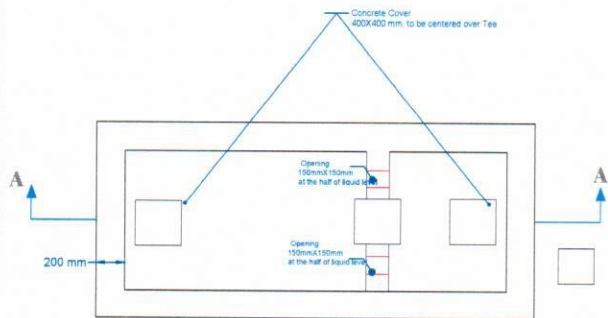 Concrete Cover
400X400 mm. to be centered over Tee
Opening
150mmX150mm
at the half of liquid level
A
A
Opening
150mmX150mm
at the half of liquid level
200 mm